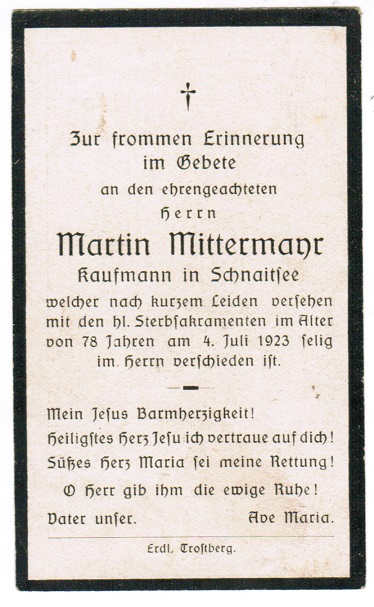 †
Zur frommen Erinnerung
im Gebete
an den ehrengeachteten
Herrn
Martin Mittermayr
Kaufmann in Schnaitsee
welcher nach kurzem Leiden versehen
mit den hl. Sterbsakramenten im Alter
von 78 Jahren am 4. Juli 1923 selig
im Herrn verschieden ist.
Mein Jesus Barmherzigkeit!
Heiligstes Herz Jesu ich vertraue auf dich!
Süßes Herz Maria sei meine Rettung!
O Herr gib ihm die ewige Ruhe!
Vater unser. Ave Maria.
Erdl, Trostberg.